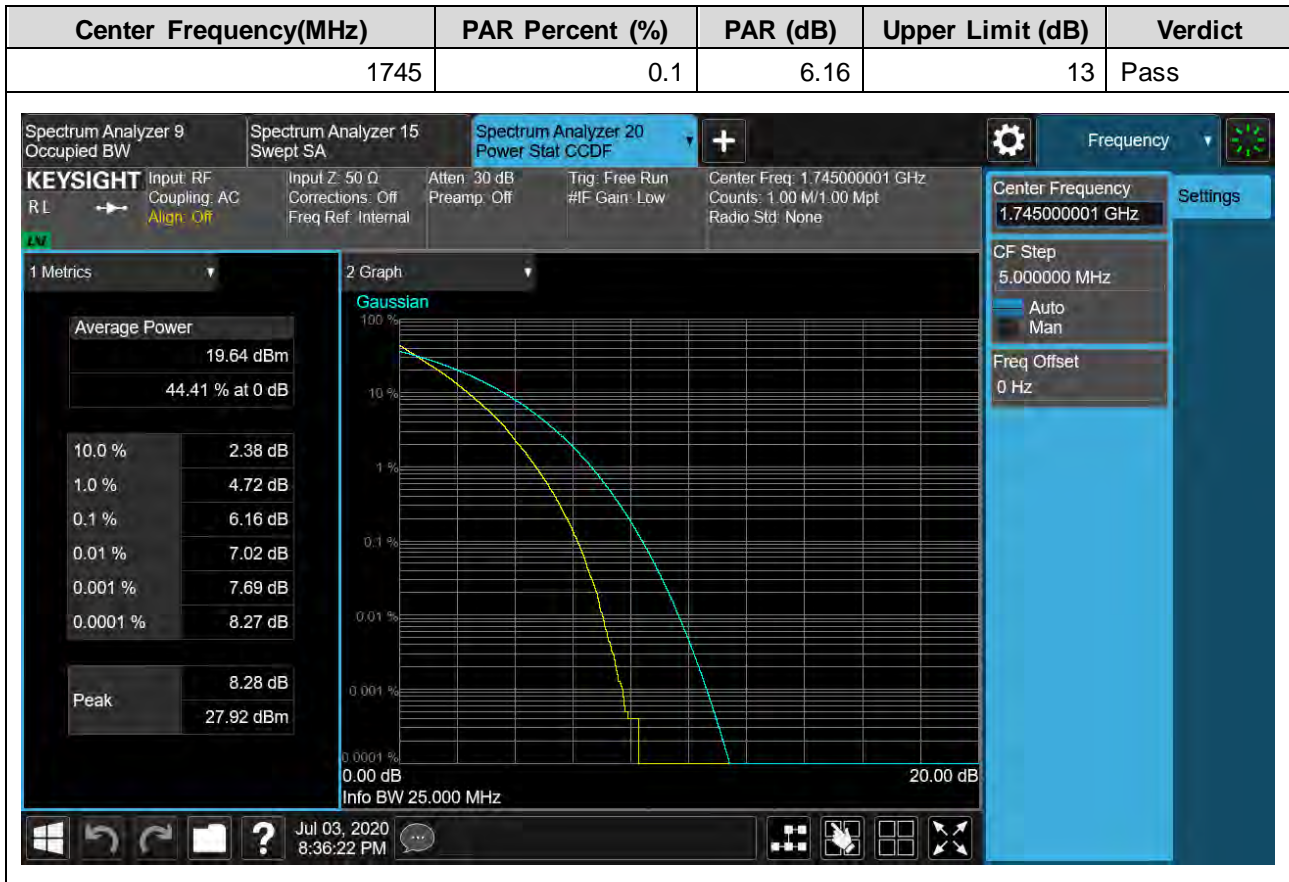 Center Frequency(MHz) PAR Percent (%) PAR (dB) Upper Limit (dB) Verdict
1745 0.1 6.16 13 Pass
Spectrum Analyzer 9
Occupied BW
Spectrum Analyzer 15
Swept SA
Spectrum Analyzer 20
Power Stat CCDF
Frequency
KEYSIGHT
RL
Input: RF
Coupling: AC
Align: Off
Input Z: 50 Ω
Corrections: Off
Freq Ref: Internal
Atten: 30 dB
Preamp: Off
Trig: Free Run
#IF Gain: Low
Center Freq: 1.745000001 GHz
Counts: 1.00 M/1.00 Mpt
Radio Std: None
Center Frequency
1.745000001 GHz
Settings
CF Step
5.000000 MHz
Auto
Man
Freq Offset
0 Hz
1 Metrics
Average Power
19.64 dBm
44.41 % at 0 dB
10.0 % 2.38 dB
1.0 % 4.72 dB
0.1 % 6.16 dB
0.01 % 7.02 dB
0.001 % 7.69 dB
0.0001 % 8.27 dB
Peak
8.28 dB
27.92 dBm
2 Graph
Gaussian
100 %
10 %
1 %
0.1 %
0.01 %
0.001 %
0.0001 %
0.00 dB 20.00 dB
Info BW 25.000 MHz
?
Jul 03, 2020
8:36:22 PM